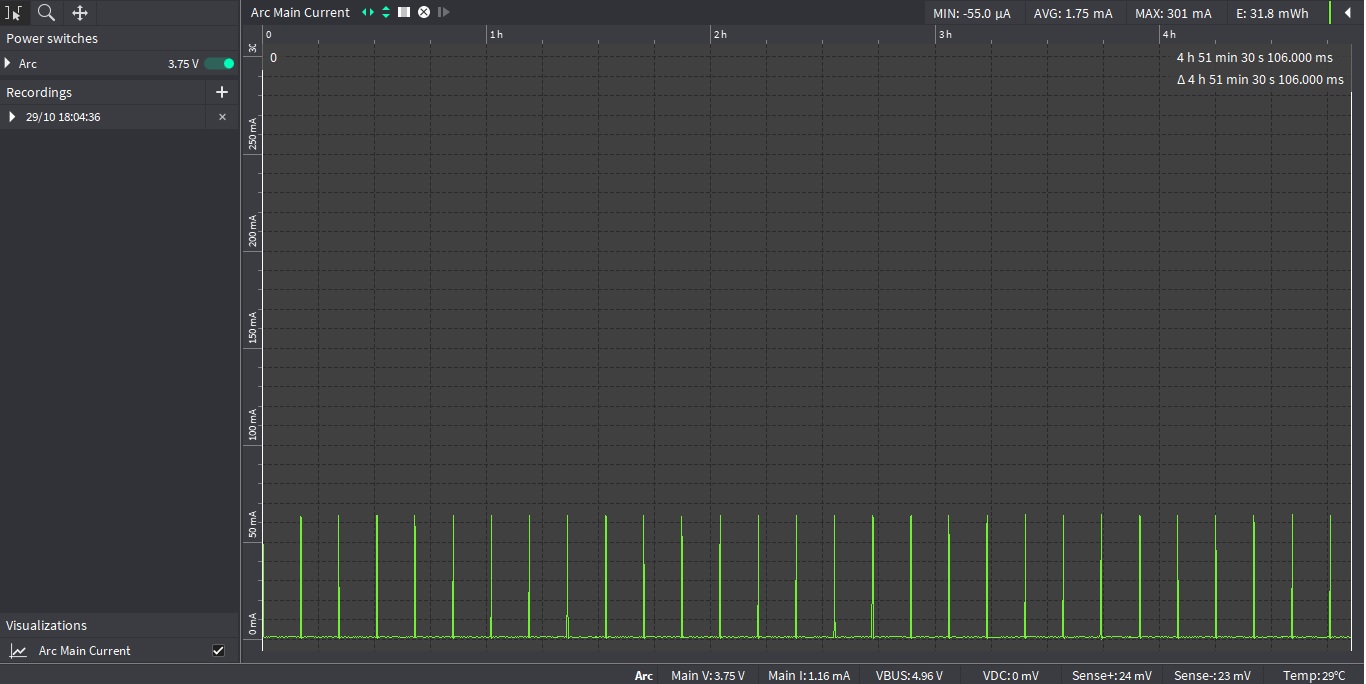 Arc Main Current
MIN: -55.0 µA
AVG: 1.75 mA
MAX: 301 mA
E: 31.8 mWh
Power switches
Arc
3.75 V
Recordings
29/10 18:04:36
0
1 h
2 h
3 h
4 h
0
4 h 51 min 30 s 106.000 ms
Δ 4 h 51 min 30 s 106.000 ms
250 mA
200 mA
150 mA
100 mA
50 mA
0 mA
Visualizations
Arc Main Current
Arc
Main V: 3.75 V
Main I: 1.16 mA
VBUS: 4.96 V
VDC: 0 mV
Sense+: 24 mV
Sense-: 23 mV
Temp: 29°C